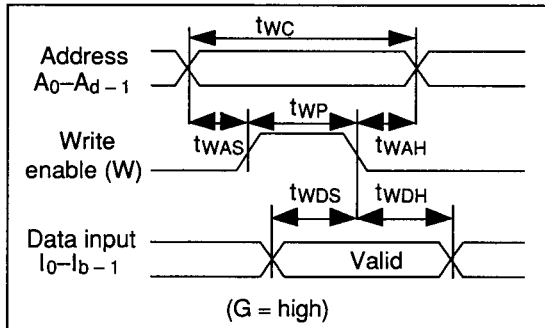 tWC
Address
A0–Ad – 1
tWP
tWAS
tWAH
Write
enable (W)
tWDS
tWDH
Data input
I0–Ib – 1
Valid
(G = high)